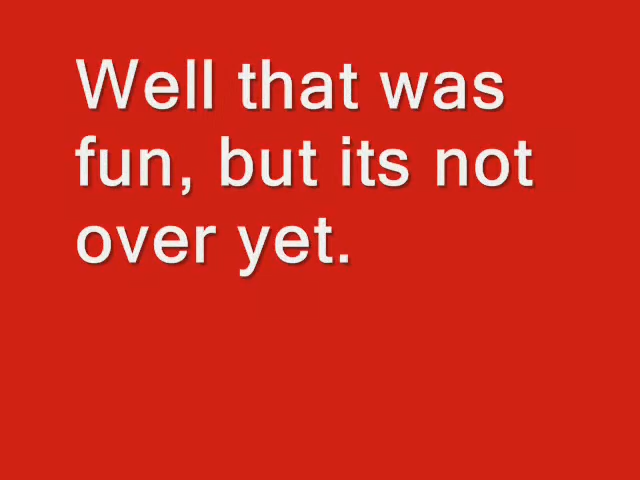 Well that was
fun, but its not
over yet.